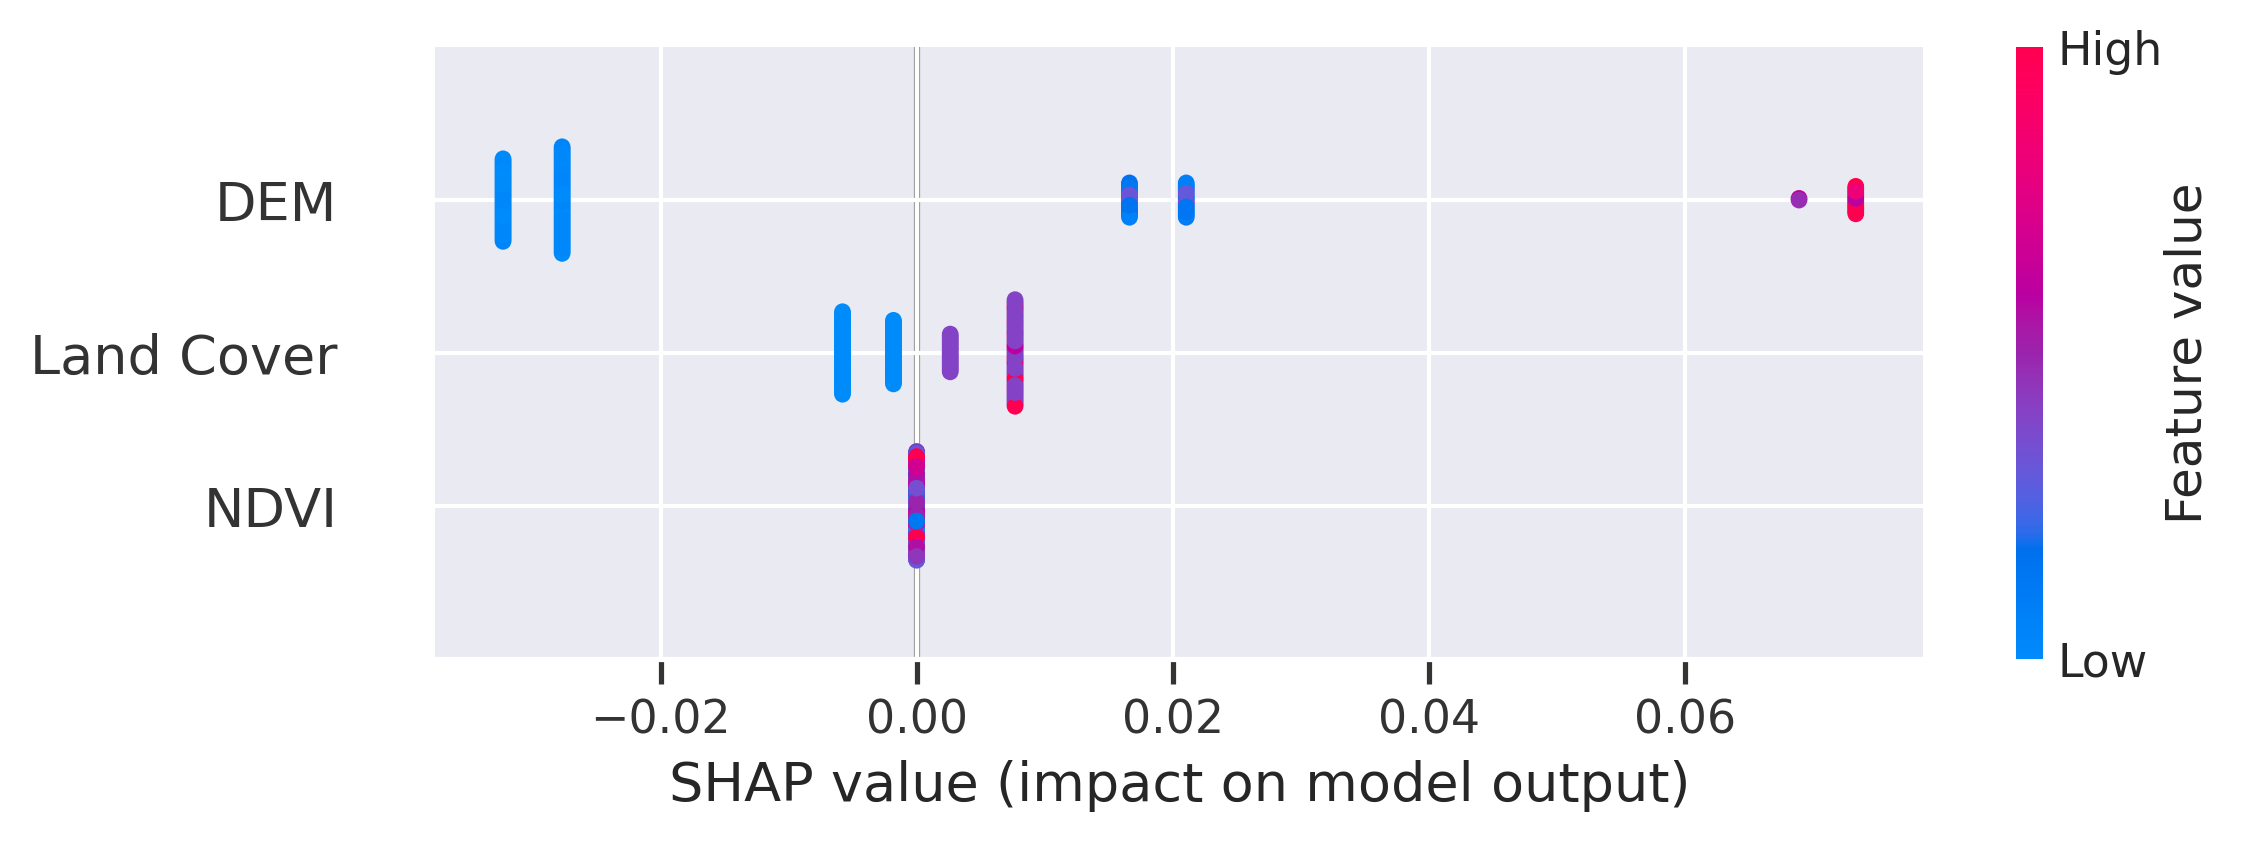 High
DEM
Land Cover
NDVI
Feature value
Low
−0.02 0.00 0.02 0.04 0.06
SHAP value (impact on model output)